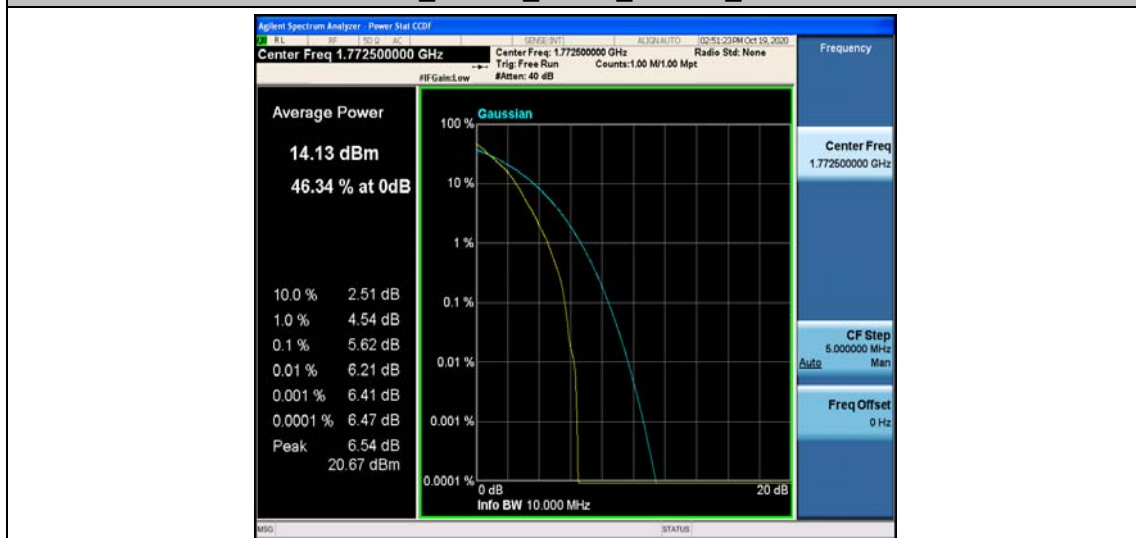 Agilent Spectrum Analyzer - Power Stat CCDF
RL RF 50 Ω AC SENSE:INT ALIGN AUTO 02:51:23 PM Oct 19, 2020
Center Freq 1.772500000 GHz
Center Freq: 1.772500000 GHz Radio Std: None
Trig: Free Run Counts:1.00 M/1.00 Mpt
#IFGain:Low #Atten: 40 dB
Frequency
Average Power
14.13 dBm
46.34 % at 0dB
10.0 % 2.51 dB
1.0 % 4.54 dB
0.1 % 5.62 dB
0.01 % 6.21 dB
0.001 % 6.41 dB
0.0001 % 6.47 dB
Peak 6.54 dB
20.67 dBm
Gaussian
100 %
10 %
1 %
0.1 %
0.01 %
0.001 %
0.0001 %
0 dB 20 dB
Info BW 10.000 MHz
Center Freq
1.772500000 GHz
CF Step
5.000000 MHz
Auto Man
Freq Offset
0 Hz
MSG STATUS